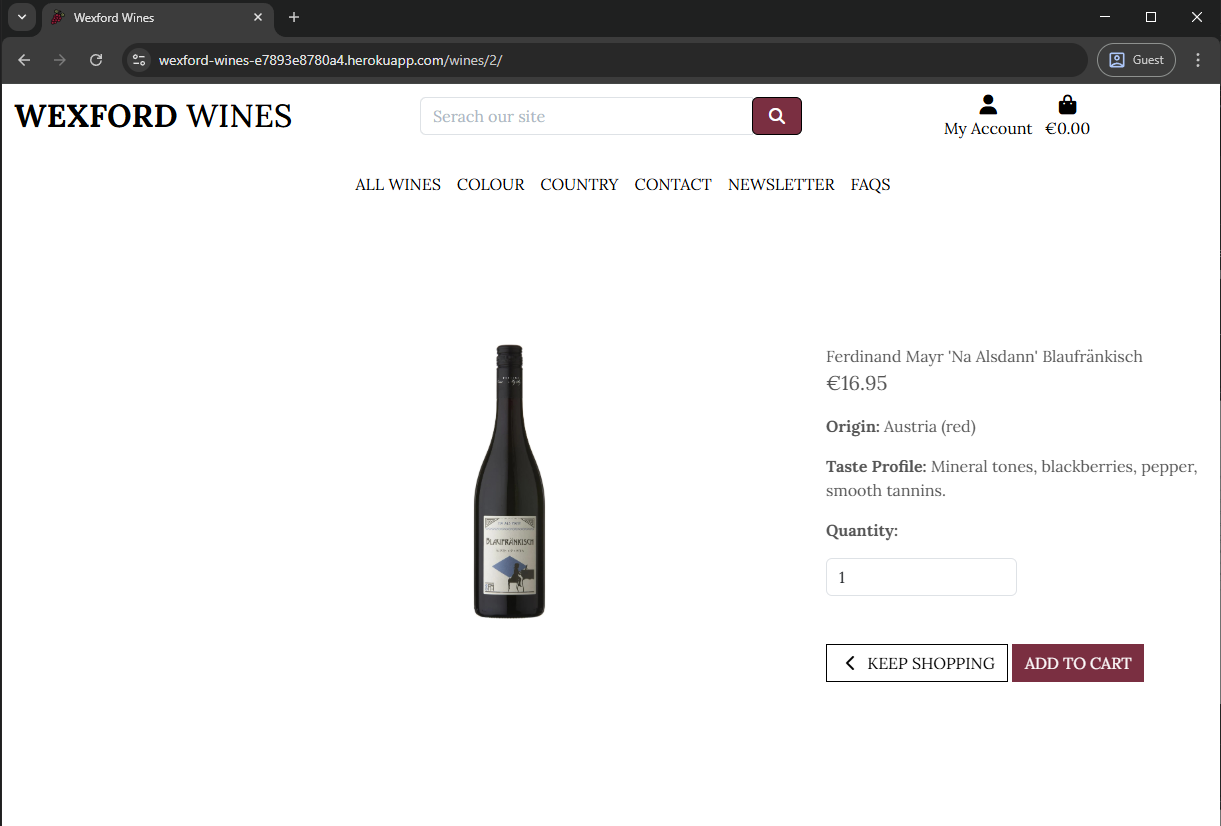 Wexford Wines
wexford-wines-e7893e8780a4.herokuapp.com/wines/2/
Guest
WEXFORD WINES
Serach our site
My Account
€0.00
ALL WINES COLOUR COUNTRY CONTACT NEWSLETTER FAQS
Ferdinand Mayr 'Na Alsdann' Blaufränkisch
€16.95
Origin: Austria (red)
Taste Profile: Mineral tones, blackberries, pepper,
smooth tannins.
Quantity:
1
KEEP SHOPPING
ADD TO CART
BLAUFRÄNKISCH